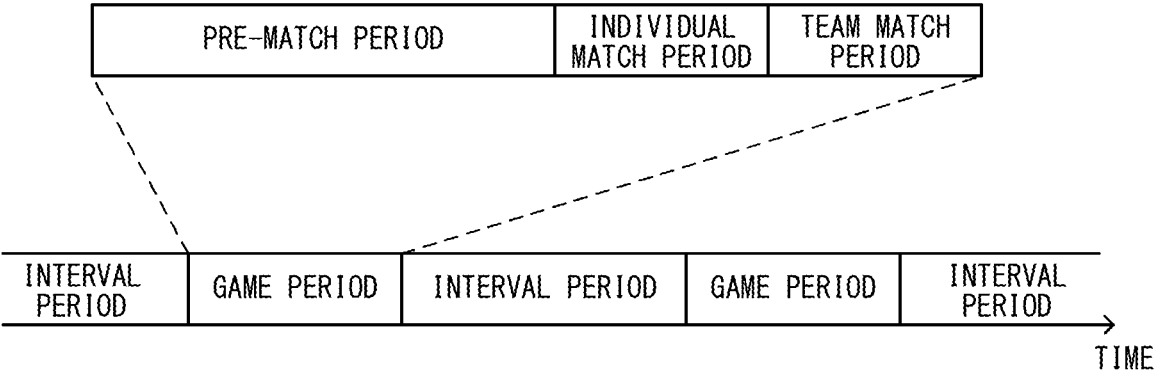 PRE-MATCH PERIOD
INDIVIDUAL
MATCH PERIOD
TEAM MATCH
PERIOD
INTERVAL
PERIOD
GAME PERIOD
INTERVAL PERIOD
GAME PERIOD
INTERVAL
PERIOD
TIME